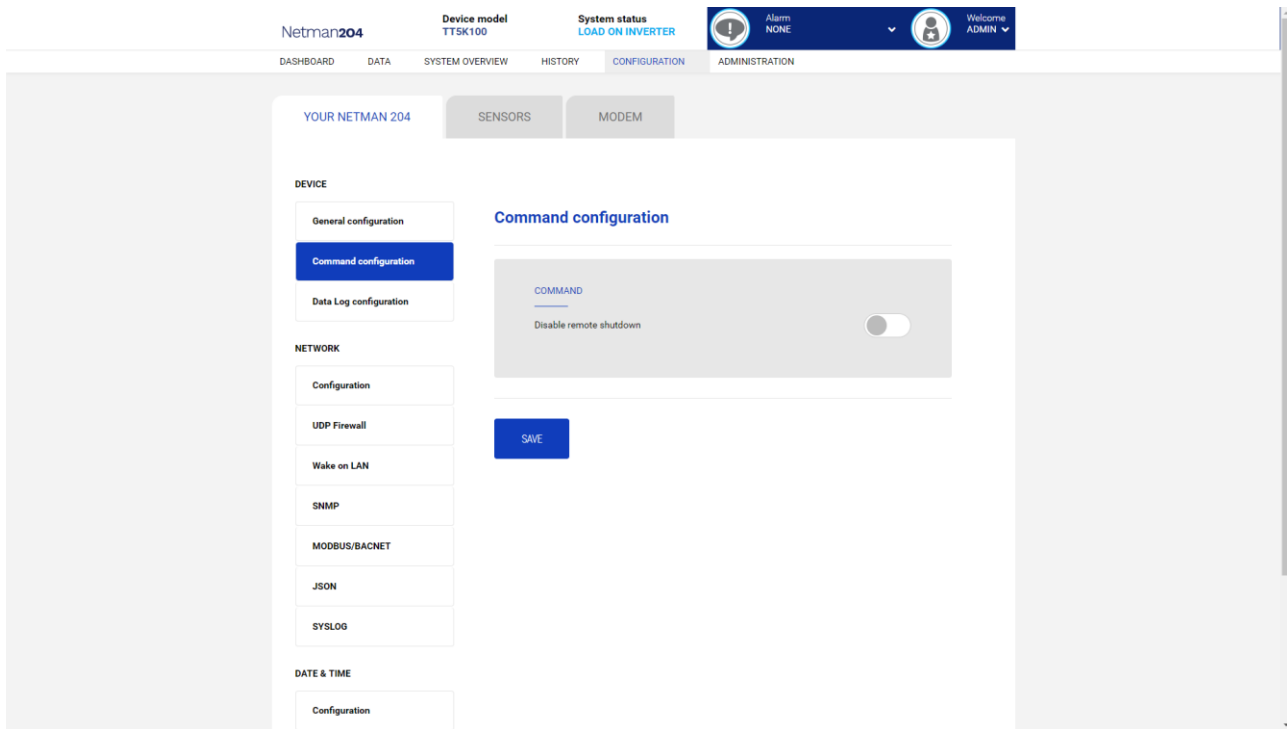 Netman204
Device model
TT5K100
System status
LOAD ON INVERTER
Alarm
NONE
Welcome
ADMIN
DASHBOARD DATA SYSTEM OVERVIEW HISTORY CONFIGURATION ADMINISTRATION
YOUR NETMAN 204 SENSORS MODEM
DEVICE
General configuration
Command configuration
Data Log configuration
NETWORK
Configuration
UDP Firewall
Wake on LAN
SNMP
MODBUS/BACNET
JSON
SYSLOG
DATE & TIME
Configuration
Command configuration
COMMAND
Disable remote shutdown
SAVE